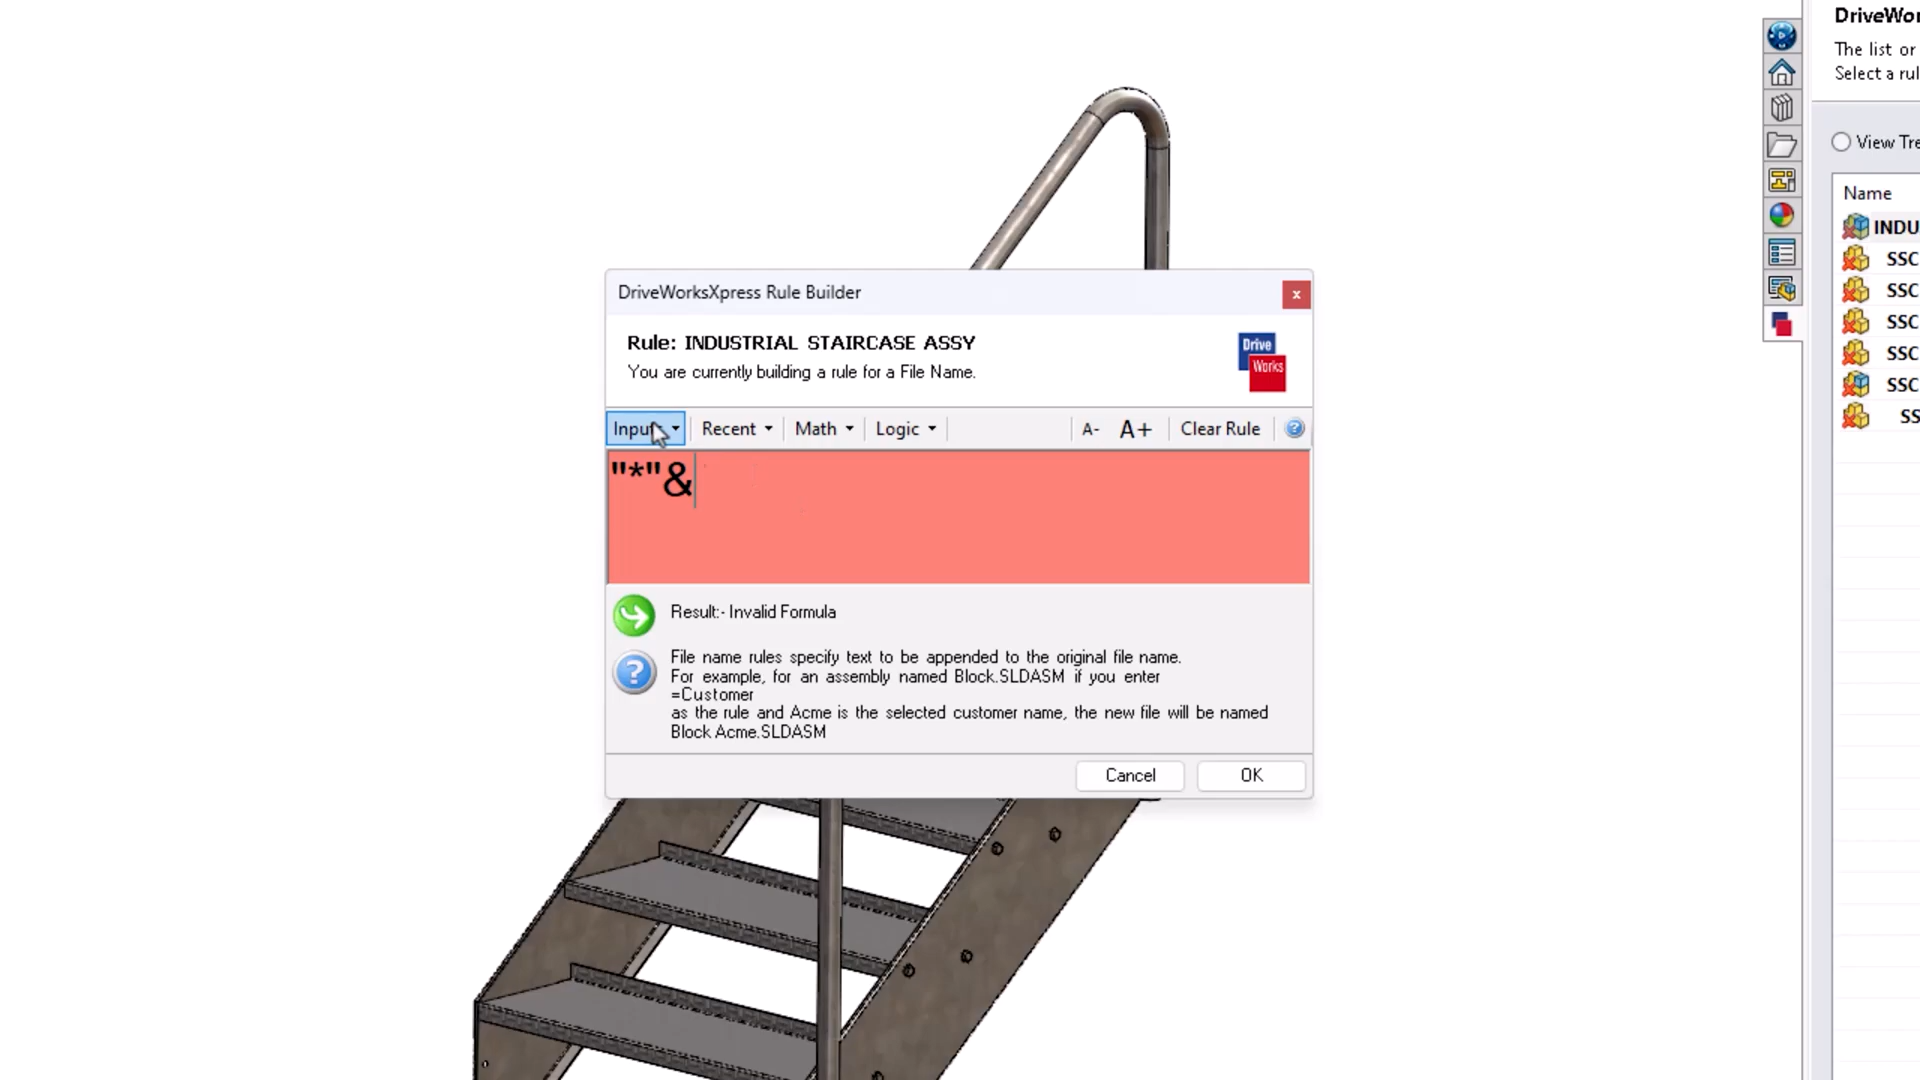 DriveWor
The list or
Select a rul
View Tre
Name
INDU
SSC
SSC
SSC
SSC
SSC
SS
DriveWorksXpress Rule Builder
x
Rule: INDUSTRIAL STAIRCASE ASSY
You are currently building a rule for a File Name.
Drive
Works
Recent Math Logic A- A+ Clear Rule ?
"*"&
Result:- Invalid Formula
? File name rules specify text to be appended to the original file name.
For example, for an assembly named Block.SLDASM if you enter
=Customer
as the rule and Acme is the selected customer name, the new file will be named
Block Acme.SLDASM
Cancel OK